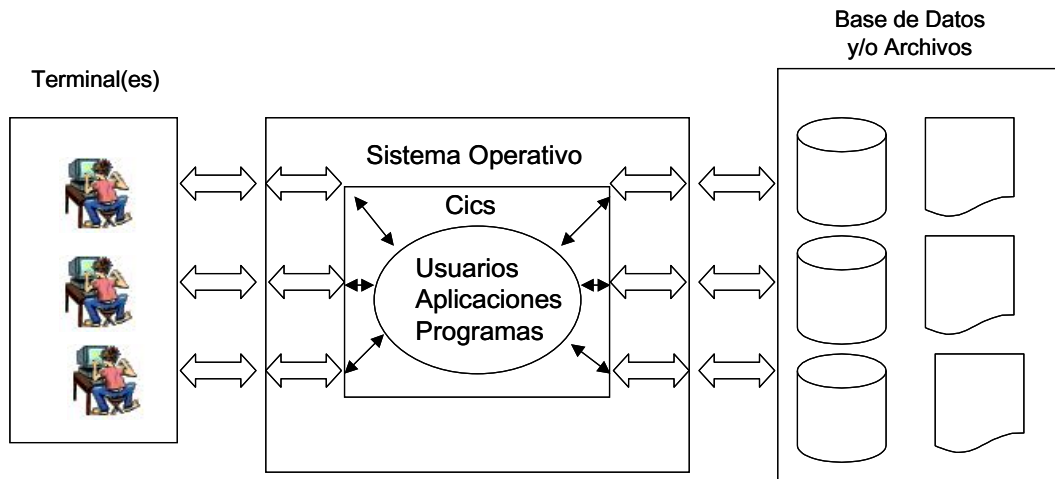 Base de Datos
y/o Archivos
Terminal(es)
Sistema Operativo
Cics
Usuarios
Aplicaciones
Programas